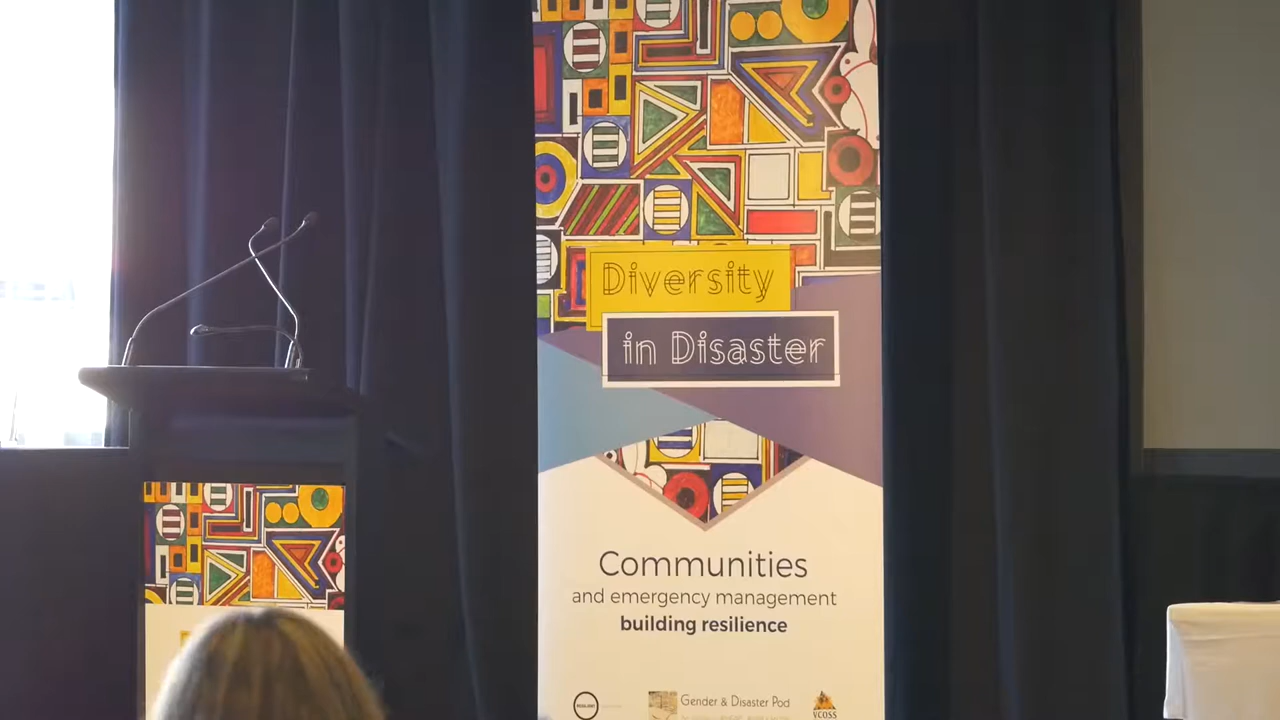 Diversity
in Disaster
Communities
and emergency management
building resilience
Gender & Disaster Pod
VCOSS